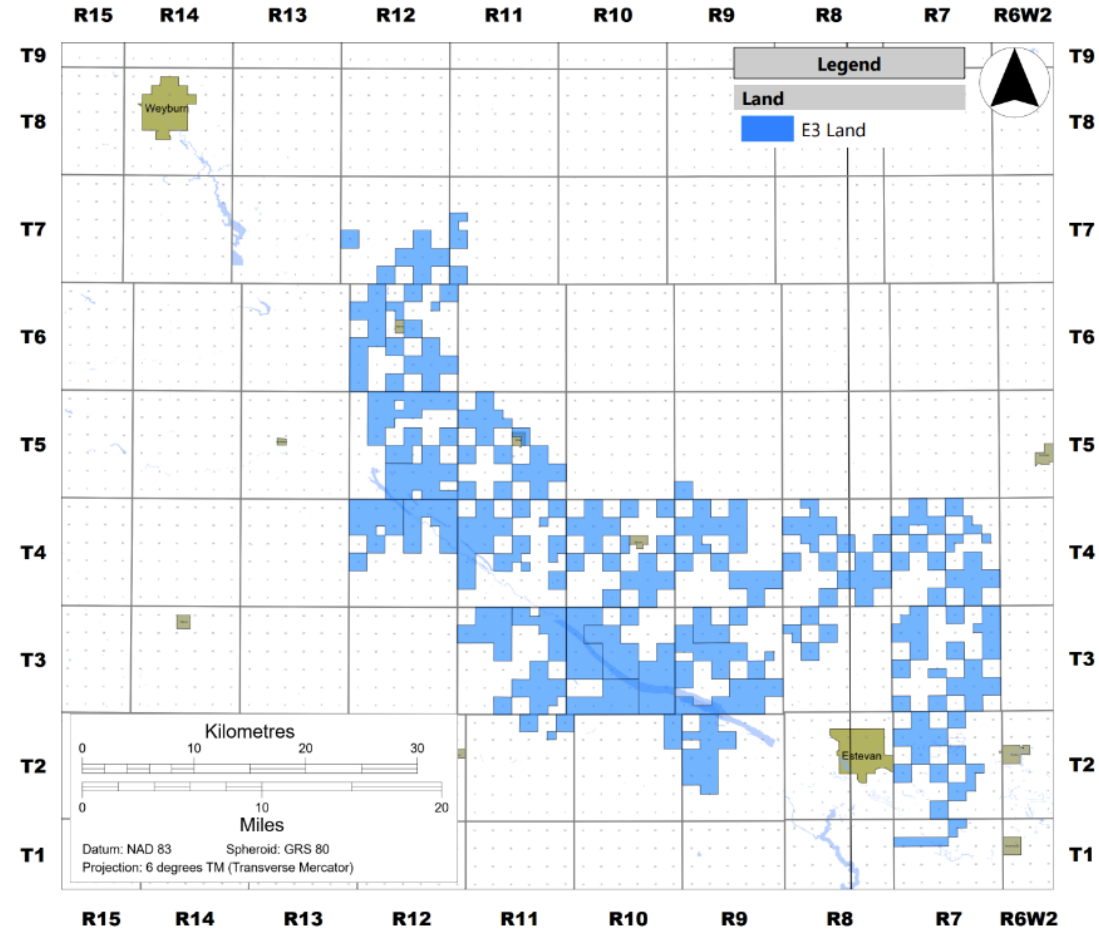 R15 R14 R13 R12 R11 R10 R9 R8 R7 R6W2
T9 T9
Legend
Land
E3 Land
T8 T8
Weyburn
T7 T7
T6 T6
T5 T5
T4 T4
T3 T3
T2 T2
Estevan
Kilometres
0 10 20 30
0 10 20
Miles
Datum: NAD 83 Spheroid: GRS 80
Projection: 6 degrees TM (Transverse Mercator)
T1 T1
R15 R14 R13 R12 R11 R10 R9 R8 R7 R6W2